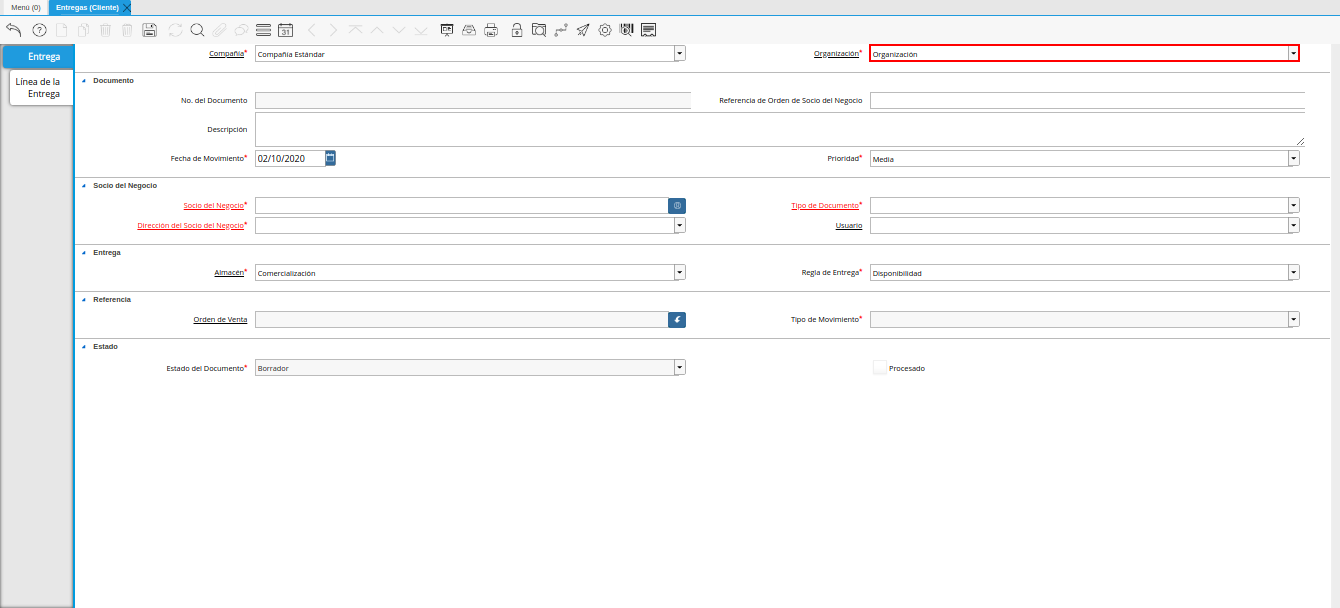 Menú (0)
Entregas (Cliente)
31
Entrega
Línea de la
Entrega
Compañía*
Compañía Estándar
Organización*
Organización
Documento
No. del Documento
Referencia de Orden de Socio del Negocio
Descripción
Fecha de Movimiento*
02/10/2020
Prioridad*
Media
Socio del Negocio
Socio del Negocio*
Tipo de Documento*
Dirección del Socio del Negocio*
Usuario
Entrega
Almacén*
Comercialización
Regla de Entrega*
Disponibilidad
Referencia
Orden de Venta
Tipo de Movimiento*
Estado
Estado del Documento*
Borrador
Procesado